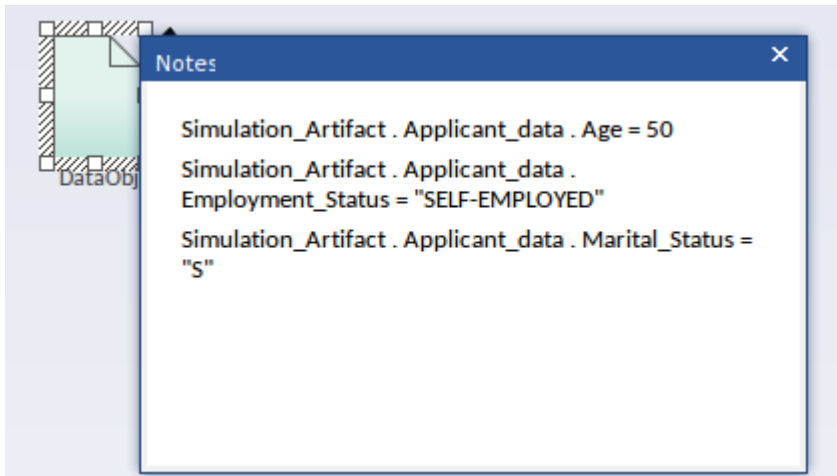 Notes
Simulation_Artifact . Applicant_data . Age = 50
Simulation_Artifact . Applicant_data .
Employment_Status = "SELF-EMPLOYED"
Simulation_Artifact . Applicant_data . Marital_Status =
"S"
DataObj